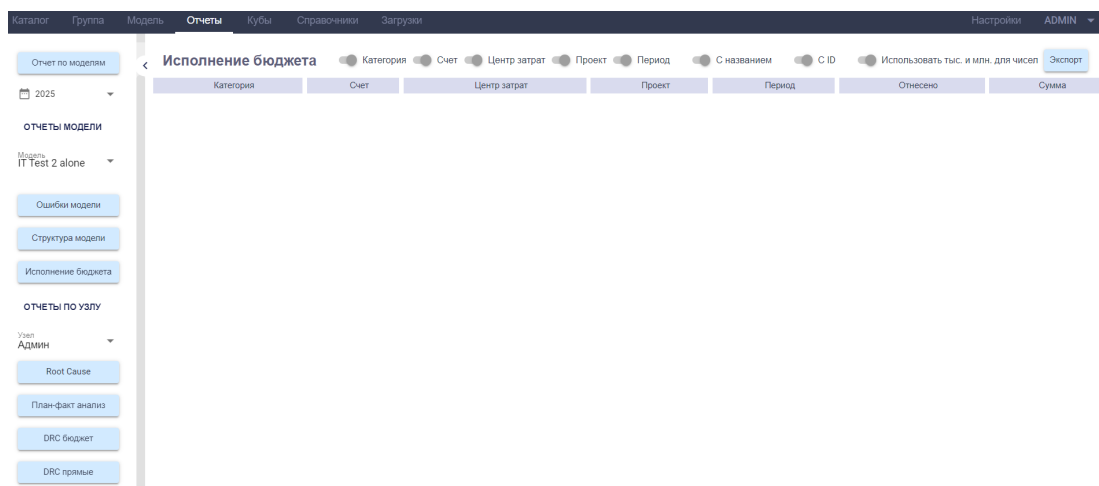 Каталог Группа Модель Отчеты Кубы Справочники Загрузки Настройки ADMIN
Отчет по моделям
2025
ОТЧЕТЫ МОДЕЛИ
Модель
IT Test 2 alone
Ошибки модели
Структура модели
Исполнение бюджета
ОТЧЕТЫ ПО УЗЛУ
Узел
Админ
Root Cause
План-факт анализ
DRC бюджет
DRC прямые
Исполнение бюджета Категория Счет Центр затрат Проект Период С названием С ID Использовать тыс. и млн. для чисел Экспорт
Категория Счет Центр затрат Проект Период Отнесено Сумма